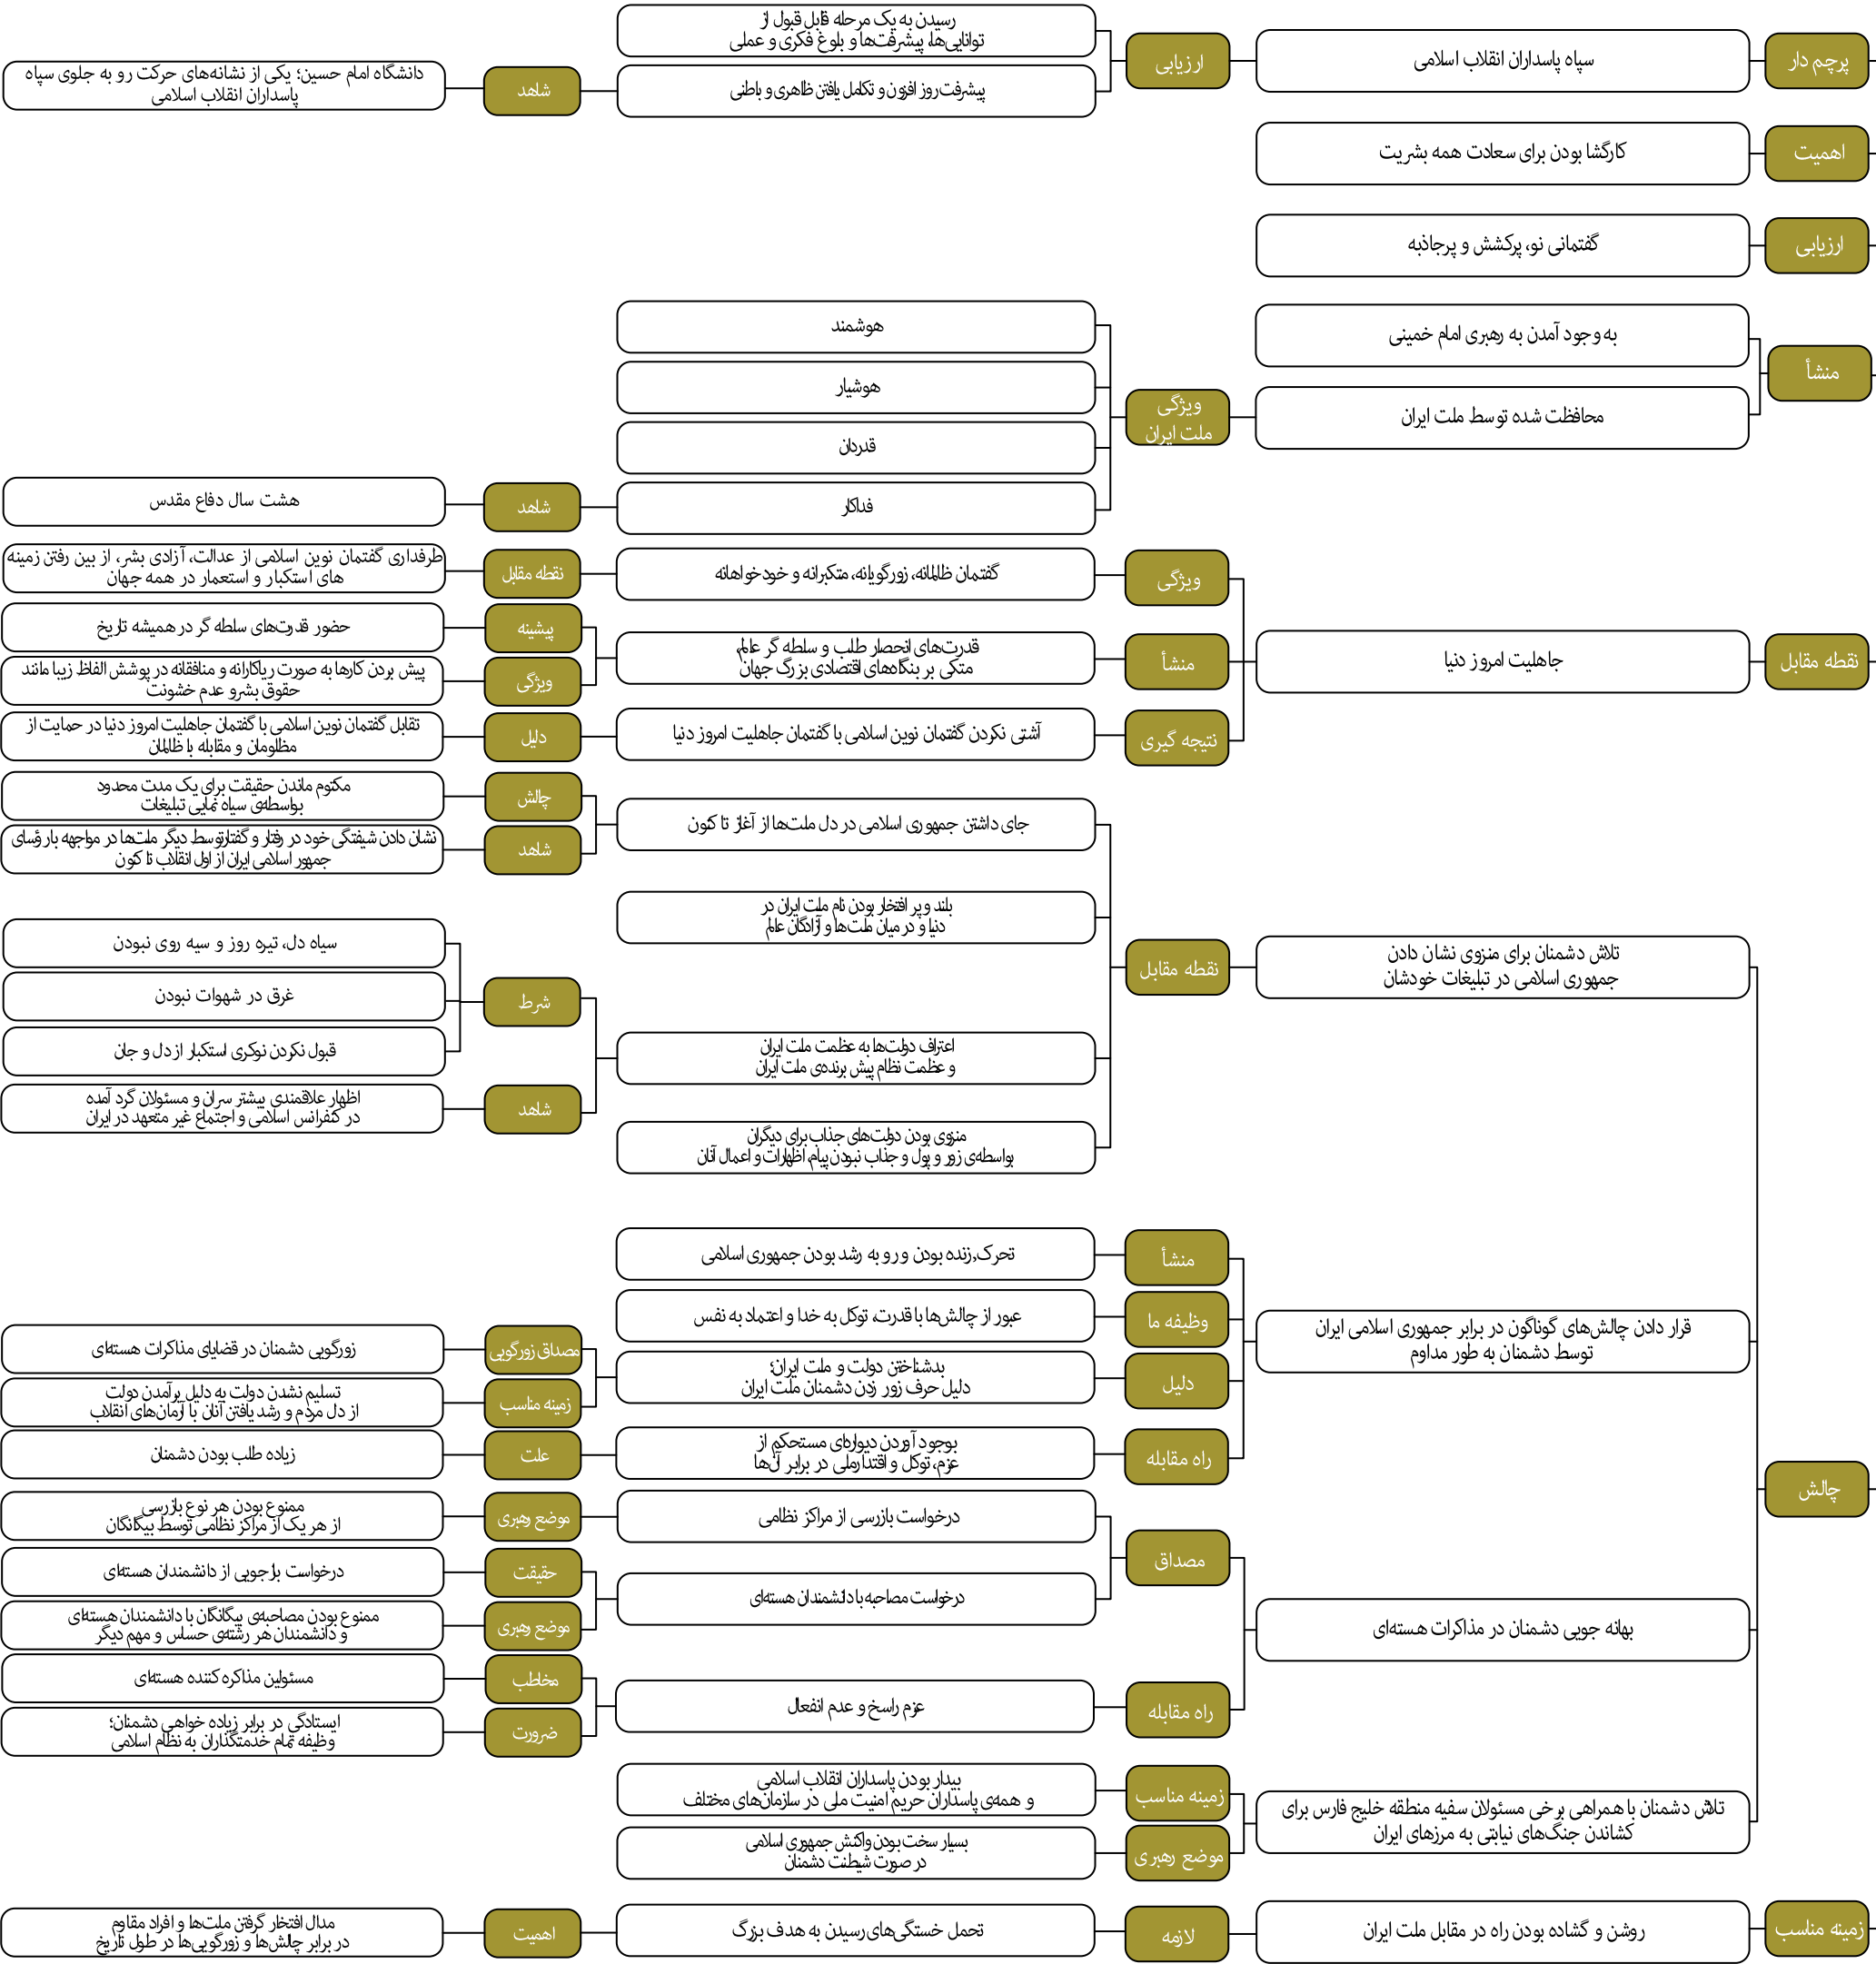 پرچم دار
سپاه پاسداران انقلاب اسلامی
ارزیابی
رسیدن به یک مرحله قابل قبول از
توانایی‌ها، پیشرفت‌ها و بلوغ فکری و عملی
پیشرفت روز افزون و تکامل یافتن ظاهری و باطنی
شاهد
دانشگاه امام حسین؛ یکی از نشانه‌های حرکت رو به جلوی سپاه
پاسداران انقلاب اسلامی
اهمیت
کارگشا بودن برای سعادت همه بشریت
ارزیابی
گفتمانی نو، پرکشش و پرجاذبه
منشأ
به وجود آمدن به رهبری امام خمینی
محافظت شده توسط ملت ایران
ویژگی
ملت ایران
هوشمند
هوشیار
قدردان
فداکار
شاهد
هشت سال دفاع مقدس
نقطه مقابل
جاهلیت امروز دنیا
ویژگی
گفتمان ظالمانه، زورگویانه، متکبرانه و خودخواهانه
نقطه مقابل
طرفداری گفتمان نوین اسلامی از عدالت، آزادی بشر، از بین رفتن زمینه
های استکبار و استعمار در همه جهان
منشأ
قدرت‌های انحصار طلب و سلطه گر عالم،
متکی بر بنگاه‌های اقتصادی بزرگ جهان
پیشینه
حضور قدرت‌های سلطه گر در همیشه تاریخ
ویژگی
پیش بردن کارها به صورت ریاکارانه و منافقانه در پوشش الفاظ زیبا مانند
حقوق بشر و عدم خشونت
نتیجه گیری
آشتی نکردن گفتمان نوین اسلامی با گفتمان جاهلیت امروز دنیا
دلیل
تقابل گفتمان نوین اسلامی با گفتمان جاهلیت امروز دنیا در حمایت از
مظلومان و مقابله با ظالمان
چالش
تلاش دشمنان برای منزوی نشان دادن
جمهوری اسلامی در تبلیغات خودشان
نقطه مقابل
جای داشتن جمهوری اسلامی در دل ملت‌ها از آغاز تا کنون
چالش
مکتوم ماندن حقیقت برای یک مدت محدود
بواسطه‌ی سیاه نمایی تبلیغات
شاهد
نشان دادن شیفتگی خود در رفتار و گفتارتوسط دیگر ملت‌ها در مواجهه با رؤسای
جمهور اسلامی ایران از اول انقلاب تا کنون
بلند و پر افتخار بودن نام ملت ایران در
دنیا و در میان ملت‌ها و آزادگان عالم
اعتراف دولت‌ها به عظمت ملت ایران
و عظمت نظام پیش برنده‌ی ملت ایران
شرط
سیاه دل، تیره روز و سیه روی نبودن
غرق در شهوات نبودن
قبول نکردن نوکری استکبار از دل و جان
شاهد
اظهار علاقمندی بیشتر سران و مسئولان گرد آمده
در کنفرانس اسلامی و اجتماع غیر متعهد در ایران
منزوی بودن دولت‌های جذاب برای دیگران
بواسطه‌ی زور و پول و جذاب نبودن پیام، اظهارات و اعمال آنان
قرار دادن چالش‌های گوناگون در برابر جمهوری اسلامی ایران
توسط دشمنان به طور مداوم
منشأ
تحرک,زنده بودن و رو به رشد بودن جمهوری اسلامی
وظیفه ما
عبور از چالش‌ها با قدرت، توکل به خدا و اعتماد به نفس
دلیل
بدشناختن دولت و ملت ایران؛
دلیل حرف زور زدن دشمنان ملت ایران
مصداق زورگویی
زورگویی دشمنان در قضایای مذاکرات هسته‌ای
زمینه مناسب
تسلیم نشدن دولت به دلیل برآمدن دولت
از دل مردم و رشد یافتن آنان با آرمان‌های انقلاب
راه مقابله
بوجود آوردن دیواره‌ای مستحکم از
عزم، توکل و اقتدارملی در برابر آن‌ها
علت
زیاده طلب بودن دشمنان
بهانه جویی دشمنان در مذاکرات هسته‌ای
مصداق
درخواست بازرسی از مراکز نظامی
موضع رهبری
ممنوع بودن هر نوع بازرسی
از هر یک از مراکز نظامی توسط بیگانگان
درخواست مصاحبه با دانشمندان هسته‌ای
حقیقت
درخواست بازجویی از دانشمندان هسته‌ای
موضع رهبری
ممنوع بودن مصاحبه‌ی بیگانگان با دانشمندان هسته‌ای
و دانشمندان هر رشته‌ی حساس و مهم دیگر
راه مقابله
عزم راسخ و عدم انفعال
مخاطب
مسئولین مذاکره کننده هسته‌ای
ضرورت
ایستادگی در برابر زیاده خواهی دشمنان؛
وظیفه تمام خدمتگذاران به نظام اسلامی
تلاش دشمنان با همراهی برخی مسئولان سفیه منطقه خلیج فارس برای
کشاندن جنگ‌های نیابتی به مرزهای ایران
زمینه مناسب
بیدار بودن پاسداران انقلاب اسلامی
و همه‌ی پاسداران حریم امنیت ملی در سازمان‌های مختلف
موضع رهبری
بسیار سخت بودن واکنش جمهوری اسلامی
در صورت شیطنت دشمنان
زمینه مناسب
روشن و گشاده بودن راه در مقابل ملت ایران
لازمه
تحمل خستگی‌های رسیدن به هدف بزرگ
اهمیت
مدال افتخار گرفتن ملت‌ها و افراد مقاوم
در برابر چالش‌ها و زورگویی‌ها در طول تاریخ